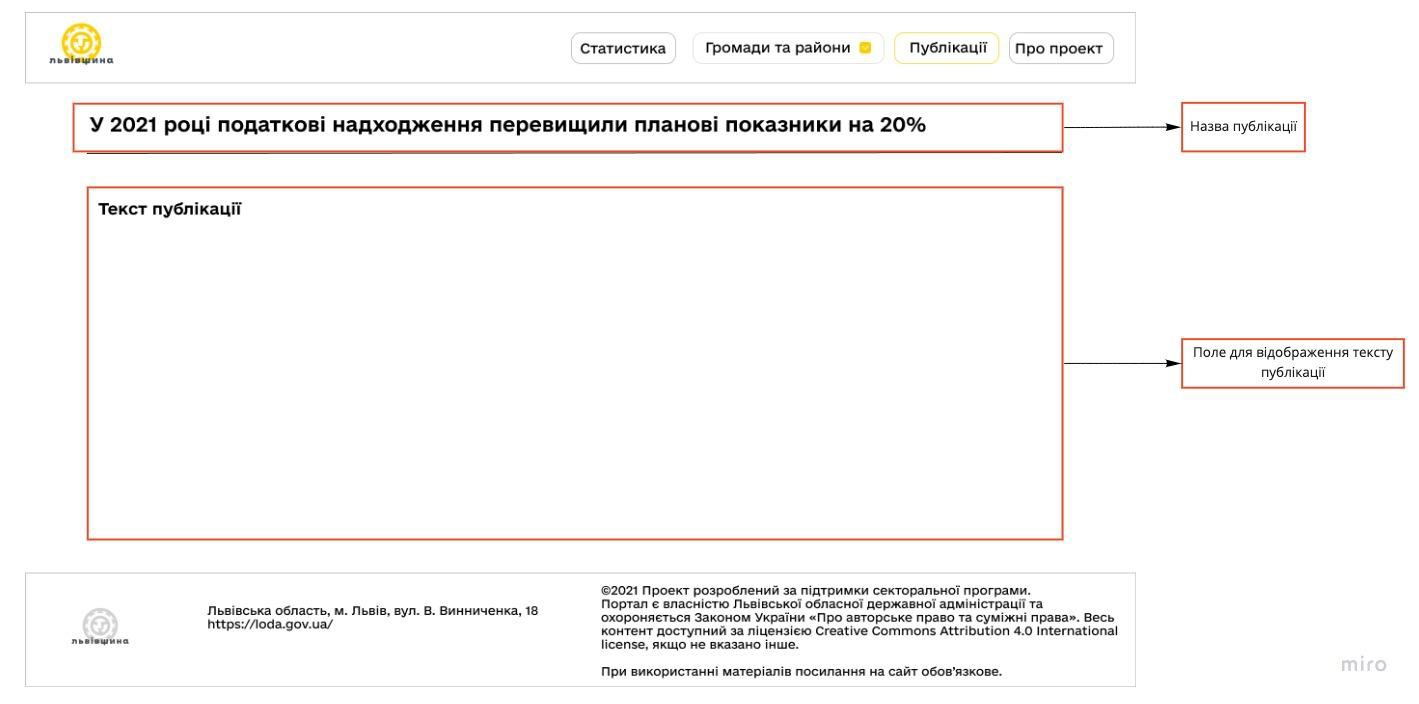 львівщина
Статистика
Громади та райони
Публікації
Про проект
У 2021 році податкові надходження перевищили планові показники на 20%
Назва публікації
Текст публікації
Поле для відображення тексту
публікації
львівщина
Львівська область, м. Львів, вул. В. Винниченка, 18
https://loda.gov.ua/
©2021 Проект розроблений за підтримки секторальної програми.
Портал є власністю Львівської обласної державної адміністрації та
охороняється Законом України «Про авторське право та суміжні права». Весь
контент доступний за ліцензією Creative Commons Attribution 4.0 International
license, якщо не вказано інше.
При використанні матеріалів посилання на сайт обов’язкове.
miro